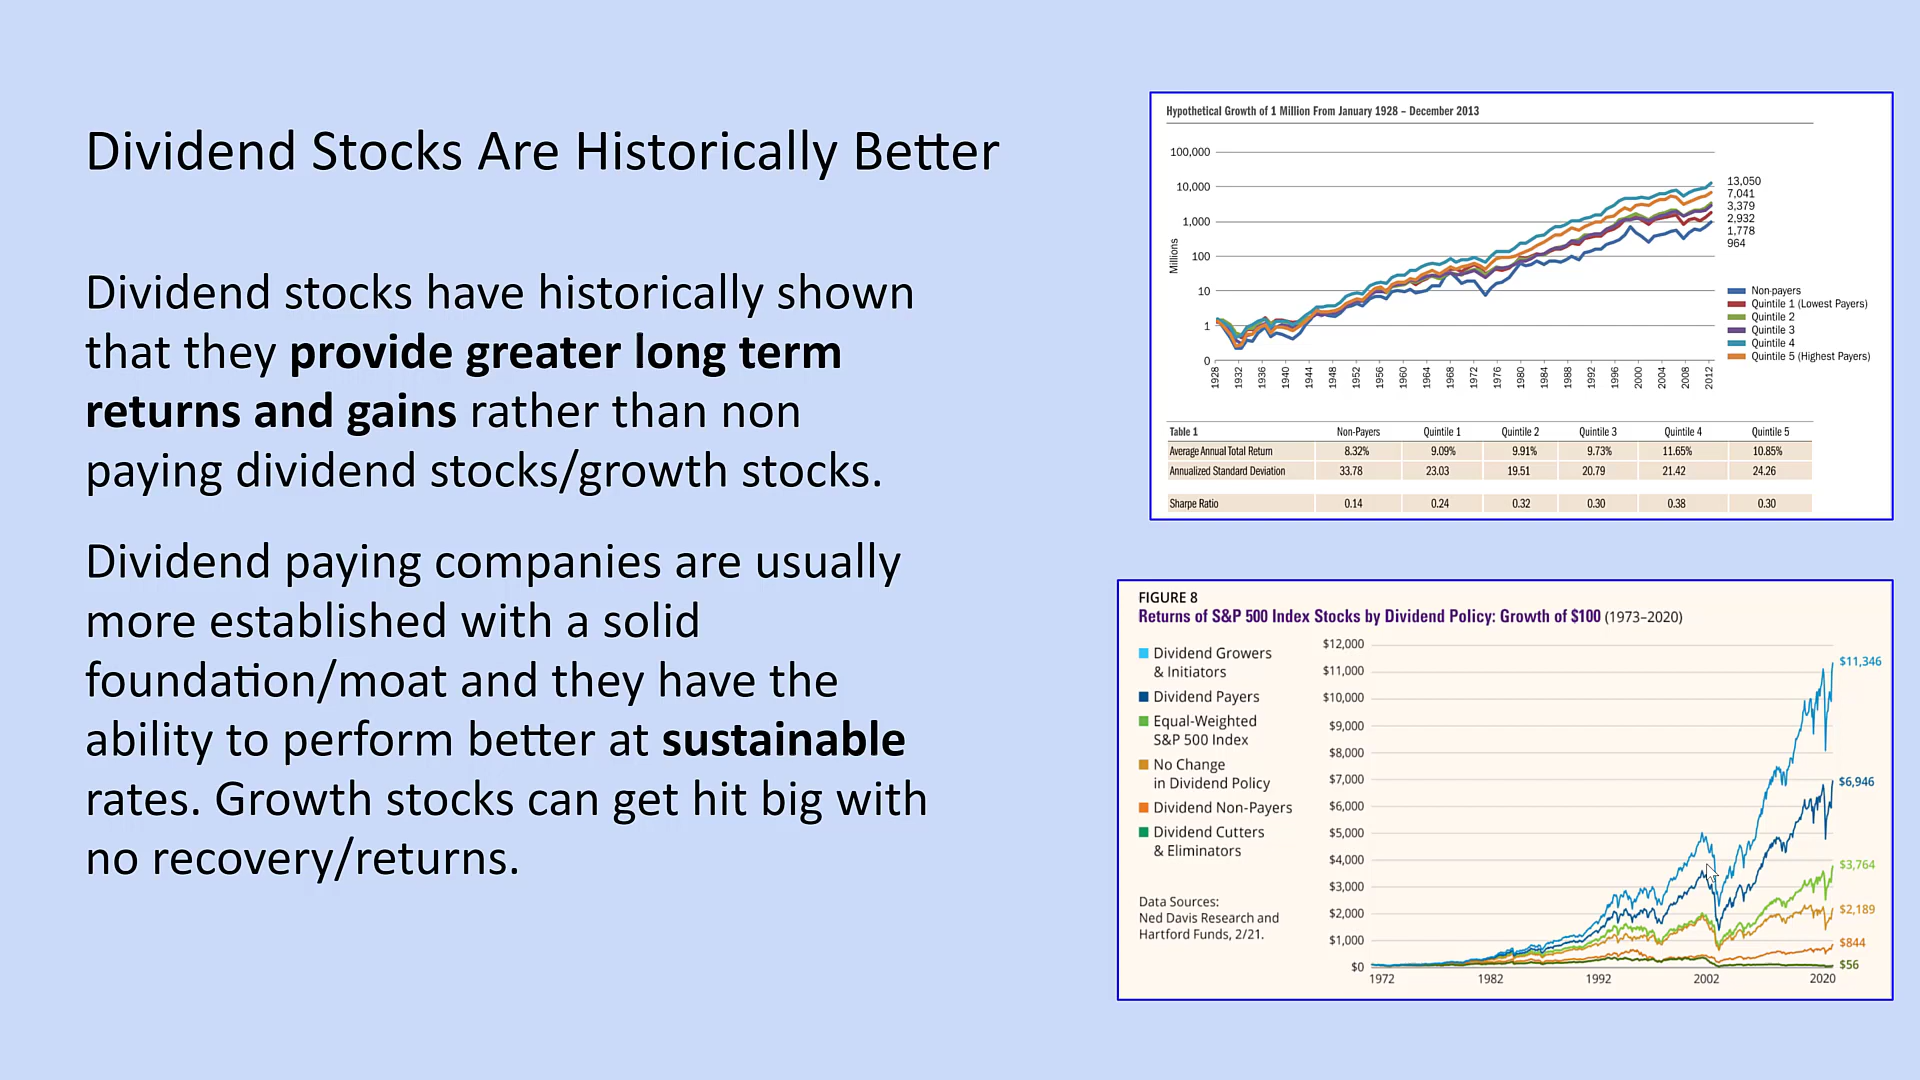 Dividend Stocks Are Historically Better
Dividend stocks have historically shown
that they provide greater long term
returns and gains rather than non
paying dividend stocks/growth stocks.
Dividend paying companies are usually
more established with a solid
foundation/moat and they have the
ability to perform better at sustainable
rates. Growth stocks can get hit big with
no recovery/returns.
Hypothetical Growth of 1 Million From January 1928 – December 2013
Millions
100,000
10,000
1,000
100
10
1
0
1928 1932 1936 1940 1944 1948 1952 1956 1960 1964 1968 1972 1976 1980 1984 1988 1992 1996 2000 2004 2008 2012
13,050
7,041
3,379
2,932
1,778
964
Non-payers
Quintile 1 (Lowest Payers)
Quintile 2
Quintile 3
Quintile 4
Quintile 5 (Highest Payers)
Table 1 Non-Payers Quintile 1 Quintile 2 Quintile 3 Quintile 4 Quintile 5
Average Annual Total Return 8.32% 9.09% 9.91% 9.73% 11.65% 10.85%
Annualized Standard Deviation 33.78 23.03 19.51 20.79 21.42 24.26
Sharpe Ratio 0.14 0.24 0.32 0.30 0.38 0.30
FIGURE 8
Returns of S&P 500 Index Stocks by Dividend Policy: Growth of $100 (1973–2020)
Dividend Growers
& Initiators
Dividend Payers
Equal-Weighted
S&P 500 Index
No Change
in Dividend Policy
Dividend Non-Payers
Dividend Cutters
& Eliminators
Data Sources:
Ned Davis Research and
Hartford Funds, 2/21.
$12,000
$11,000
$10,000
$9,000
$8,000
$7,000
$6,000
$5,000
$4,000
$3,000
$2,000
$1,000
$0
1972 1982 1992 2002 2020
$11,346
$6,946
$3,764
$2,189
$844
$56